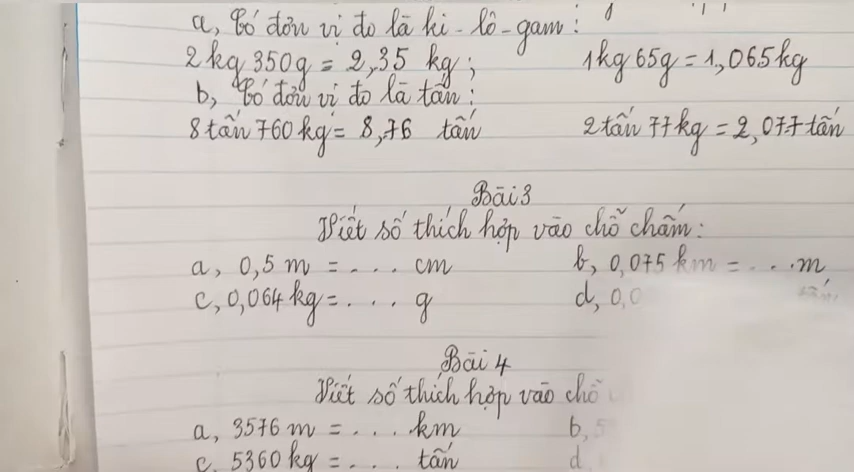 a, Có đơn vị đo là ki-lô-gam:
2kg 350g = 2,35 kg; 1kg 65g = 1,065kg
b, Có đơn vị đo là tấn:
8 tấn 760 kg = 8,76 tấn 2 tấn 77kg = 2,077 tấn
Bài 3
Viết số thích hợp vào chỗ chấm:
a, 0,5 m = . . . cm b, 0,075 km = . . . m
c, 0,064 kg = . . . g d, 0,0
Bài 4
Viết số thích hợp vào chỗ
a, 3576 m = . . . km b,
c, 5360 kg = . . . tấn d